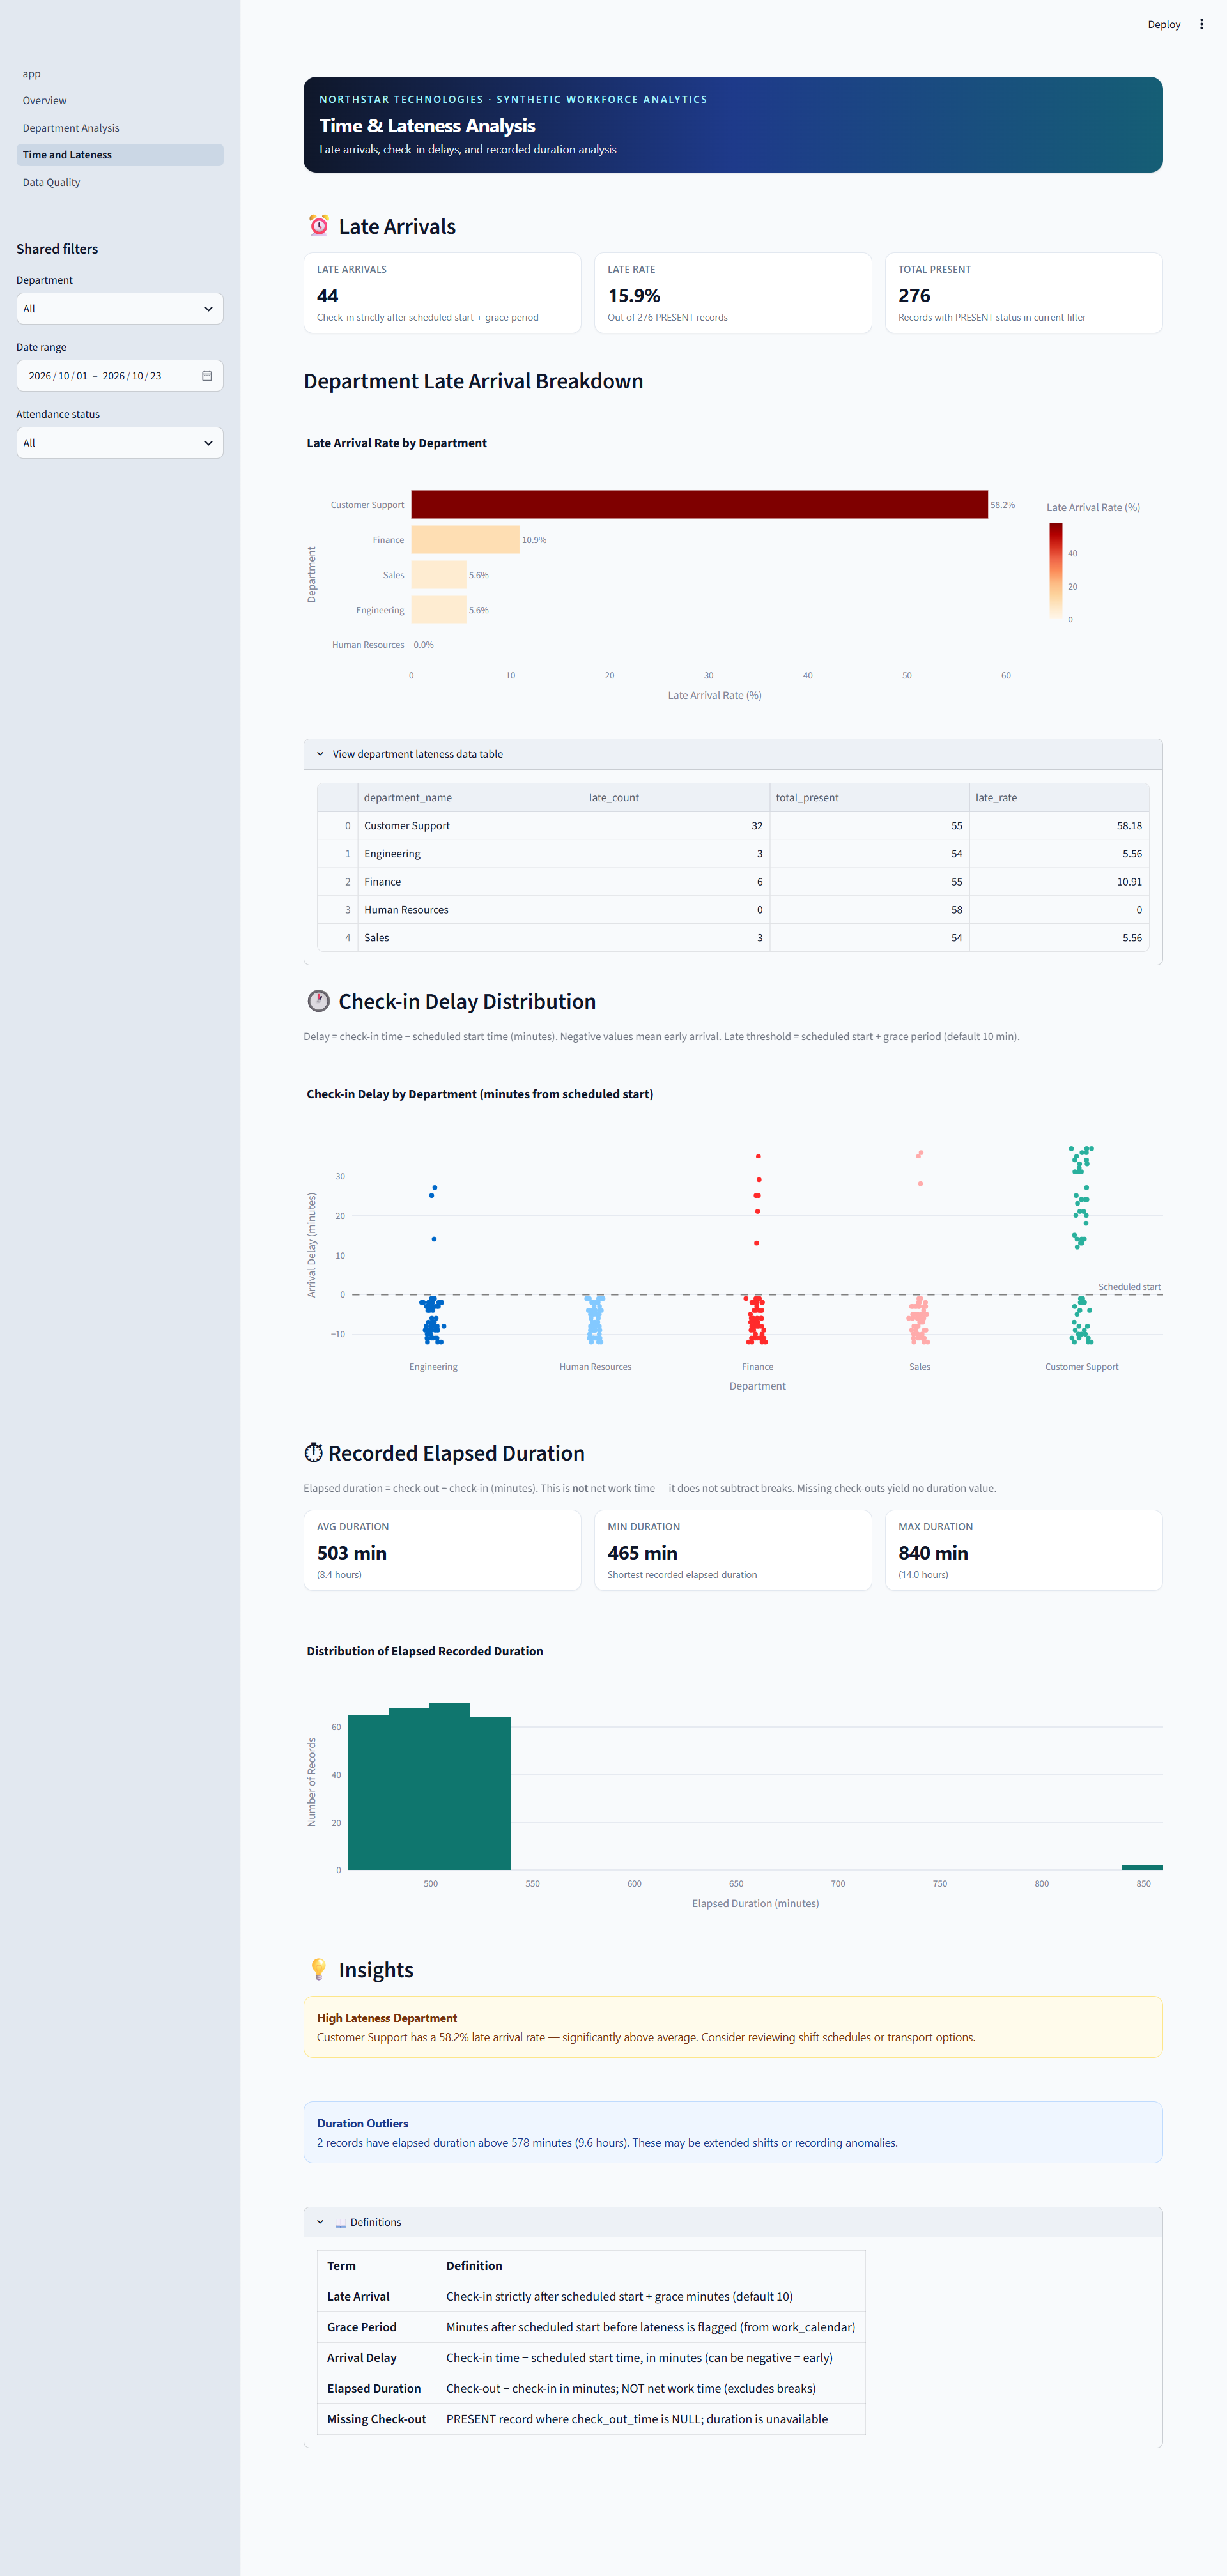 Deploy
app
Overview
Department Analysis
Time and Lateness
Data Quality
Shared filters
Department
All
Date range
2026/10/01 – 2026/10/23
Attendance status
All
NORTHSTAR TECHNOLOGIES · SYNTHETIC WORKFORCE ANALYTICS
Time & Lateness Analysis
Late arrivals, check-in delays, and recorded duration analysis
Late Arrivals
LATE ARRIVALS
44
Check-in strictly after scheduled start + grace period
LATE RATE
15.9%
Out of 276 PRESENT records
TOTAL PRESENT
276
Records with PRESENT status in current filter
Department Late Arrival Breakdown
Late Arrival Rate by Department
Department
Customer Support 58.2%
Finance 10.9%
Sales 5.6%
Engineering 5.6%
Human Resources 0.0%
0 10 20 30 40 50 60
Late Arrival Rate (%)
Late Arrival Rate (%)
40
20
0
View department lateness data table
department_name late_count total_present late_rate
0 Customer Support 32 55 58.18
1 Engineering 3 54 5.56
2 Finance 6 55 10.91
3 Human Resources 0 58 0
4 Sales 3 54 5.56
Check-in Delay Distribution
Delay = check-in time − scheduled start time (minutes). Negative values mean early arrival. Late threshold = scheduled start + grace period (default 10 min).
Check-in Delay by Department (minutes from scheduled start)
Arrival Delay (minutes)
30
20
10
0
−10
Scheduled start
Engineering Human Resources Finance Sales Customer Support
Department
Recorded Elapsed Duration
Elapsed duration = check-out − check-in (minutes). This is not net work time — it does not subtract breaks. Missing check-outs yield no duration value.
AVG DURATION
503 min
(8.4 hours)
MIN DURATION
465 min
Shortest recorded elapsed duration
MAX DURATION
840 min
(14.0 hours)
Distribution of Elapsed Recorded Duration
Number of Records
60
40
20
0
500 550 600 650 700 750 800 850
Elapsed Duration (minutes)
Insights
High Lateness Department
Customer Support has a 58.2% late arrival rate — significantly above average. Consider reviewing shift schedules or transport options.
Duration Outliers
2 records have elapsed duration above 578 minutes (9.6 hours). These may be extended shifts or recording anomalies.
Definitions
Term Definition
Late Arrival Check-in strictly after scheduled start + grace minutes (default 10)
Grace Period Minutes after scheduled start before lateness is flagged (from work_calendar)
Arrival Delay Check-in time − scheduled start time, in minutes (can be negative = early)
Elapsed Duration Check-out − check-in in minutes; NOT net work time (excludes breaks)
Missing Check-out PRESENT record where check_out_time is NULL; duration is unavailable